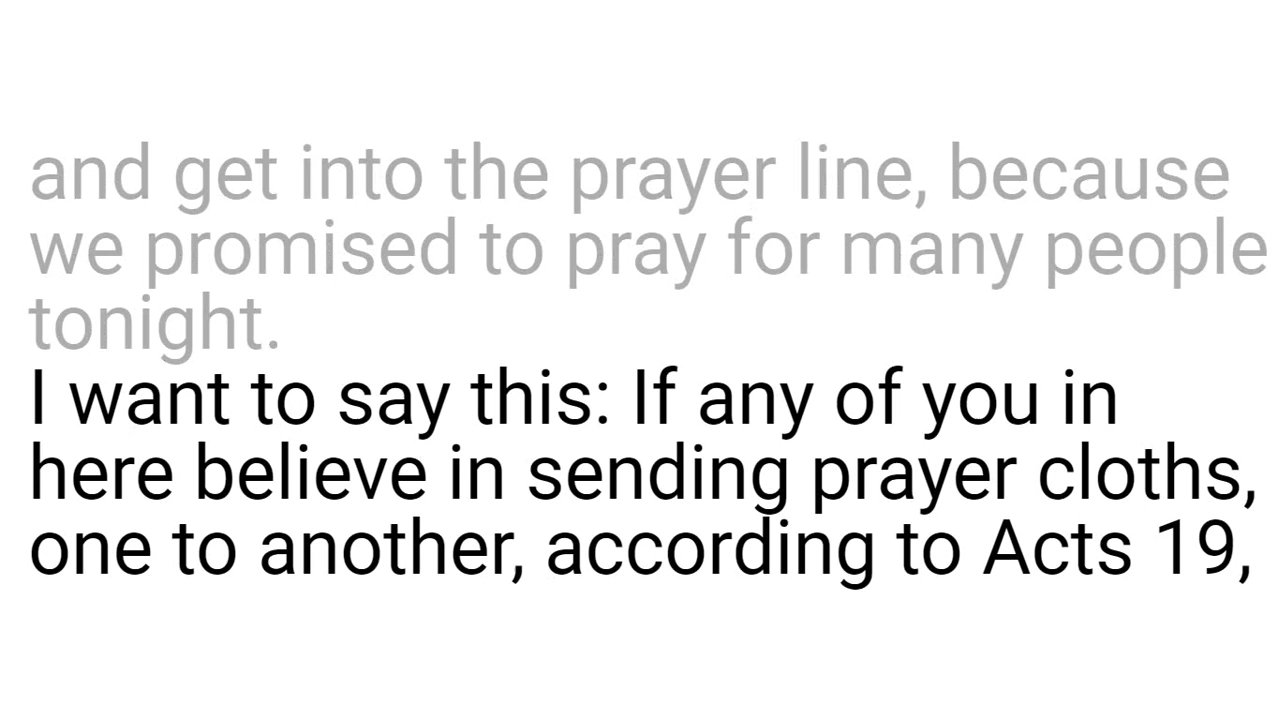 and get into the prayer line, because
we promised to pray for many people
tonight.
I want to say this: If any of you in
here believe in sending prayer cloths,
one to another, according to Acts 19,